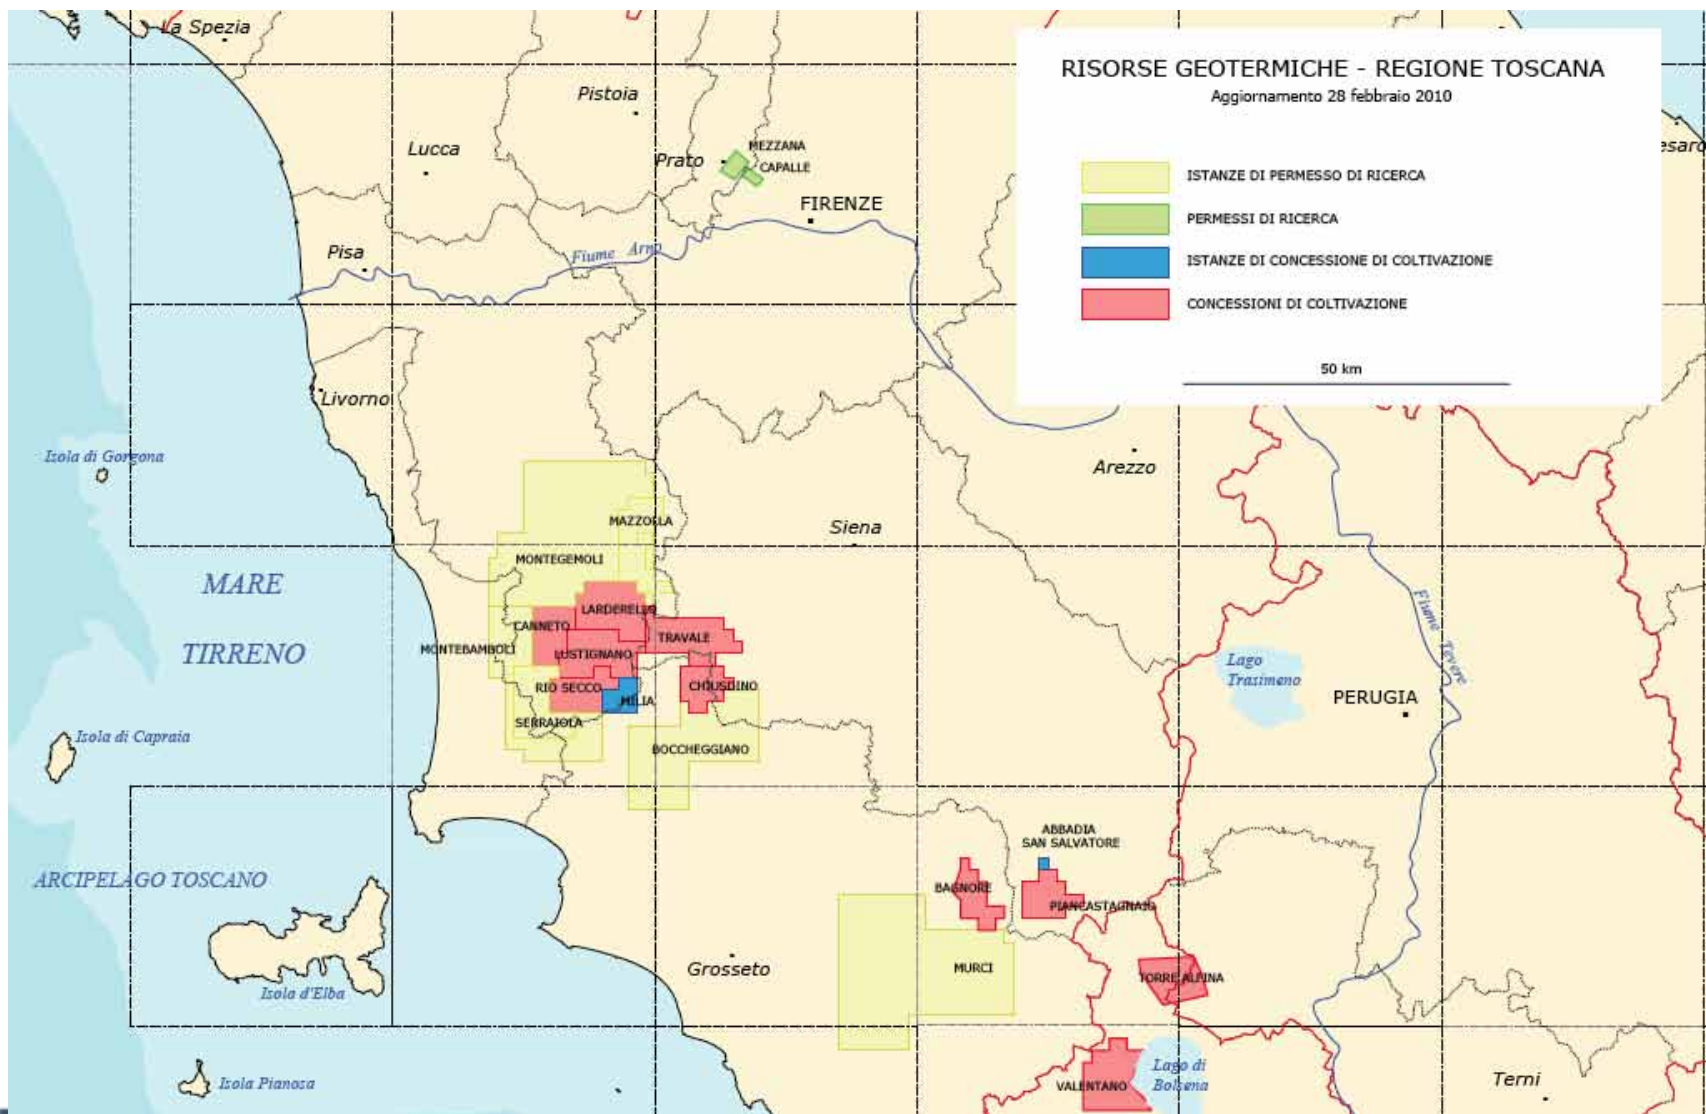 La Spezia
RISORSE GEOTERMICHE - REGIONE TOSCANA
Aggiornamento 28 febbraio 2010
Pistoia
esaro
Lucca
Prato
MEZZANA
CAPALLE
ISTANZE DI PERMESSO DI RICERCA
FIRENZE
PERMESSI DI RICERCA
Pisa
Fiume Arno
ISTANZE DI CONCESSIONE DI COLTIVAZIONE
CONCESSIONI DI COLTIVAZIONE
50 km
Livorno
Isola di Gorgona
Arezzo
MAZZOLLA
Siena
MONTEGEMOLI
MARE
TIRRENO
LARDERELLO
CANNETO
TRAVALE
MONTEBAMBOLI
LUSTIGNANO
Fiume Tevere
Lago
Trasimeno
RIO SECCO
MILIA
CHIUSDINO
PERUGIA
SERRAIOLA
Isola di Capraia
BOCCHEGGIANO
ABBADIA
SAN SALVATORE
ARCIPELAGO TOSCANO
BAGNORE
PIANCASTAGNAIO
Grosseto
MURCI
TORRE ALFINA
Isola d'Elba
Isola Pianosa
VALENTANO
Lago di
Bolsena
Terni